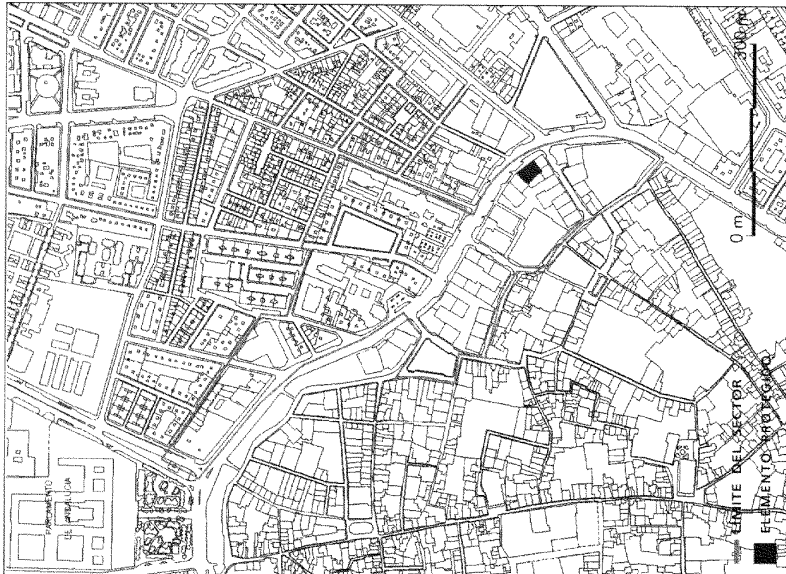 PARLAMENTO
DE ANDALUCIA
0 m.
300 m.
LIMITE DEL SECTOR
ELEMENTO PROTEGIDO